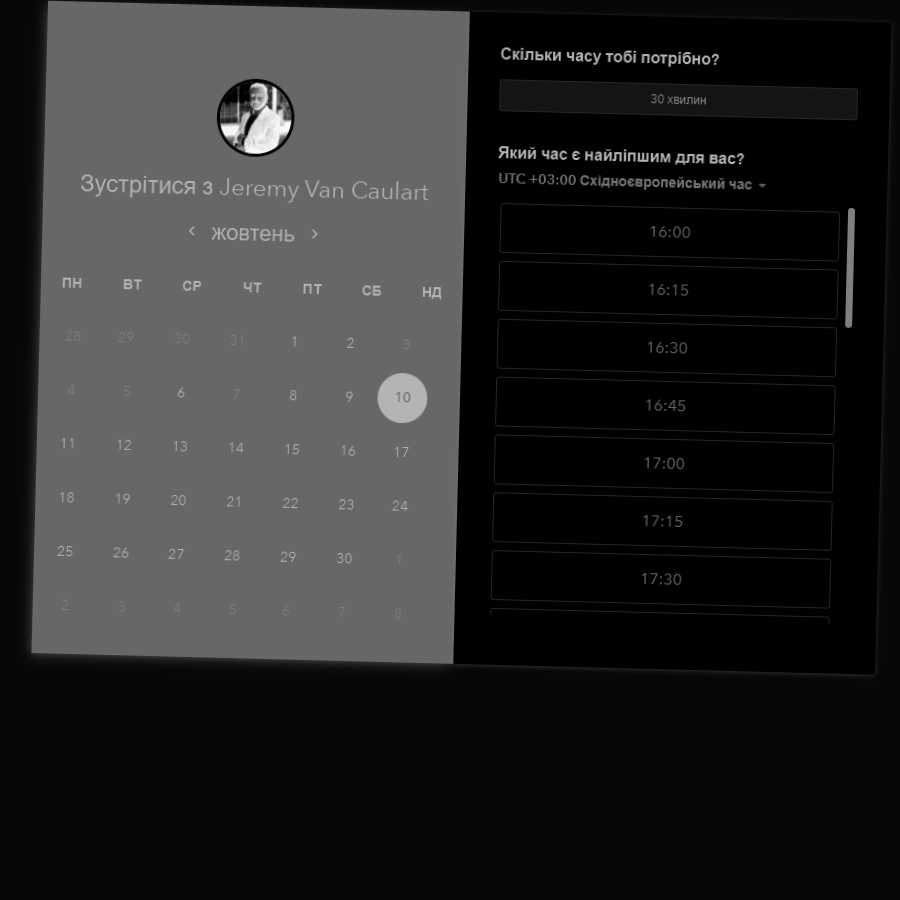 Зустрітися з Jeremy Van Caulart
жовтень
ПН ВТ СР ЧТ ПТ СБ НД
28 29 30 31 1 2 3
4 5 6 7 8 9 10
11 12 13 14 15 16 17
18 19 20 21 22 23 24
25 26 27 28 29 30 1
2 3 4 5 6 7 8
Скільки часу тобі потрібно?
30 хвилин
Який час є найліпшим для вас?
UTC +03:00 Східноєвропейський час
16:00
16:15
16:30
16:45
17:00
17:15
17:30